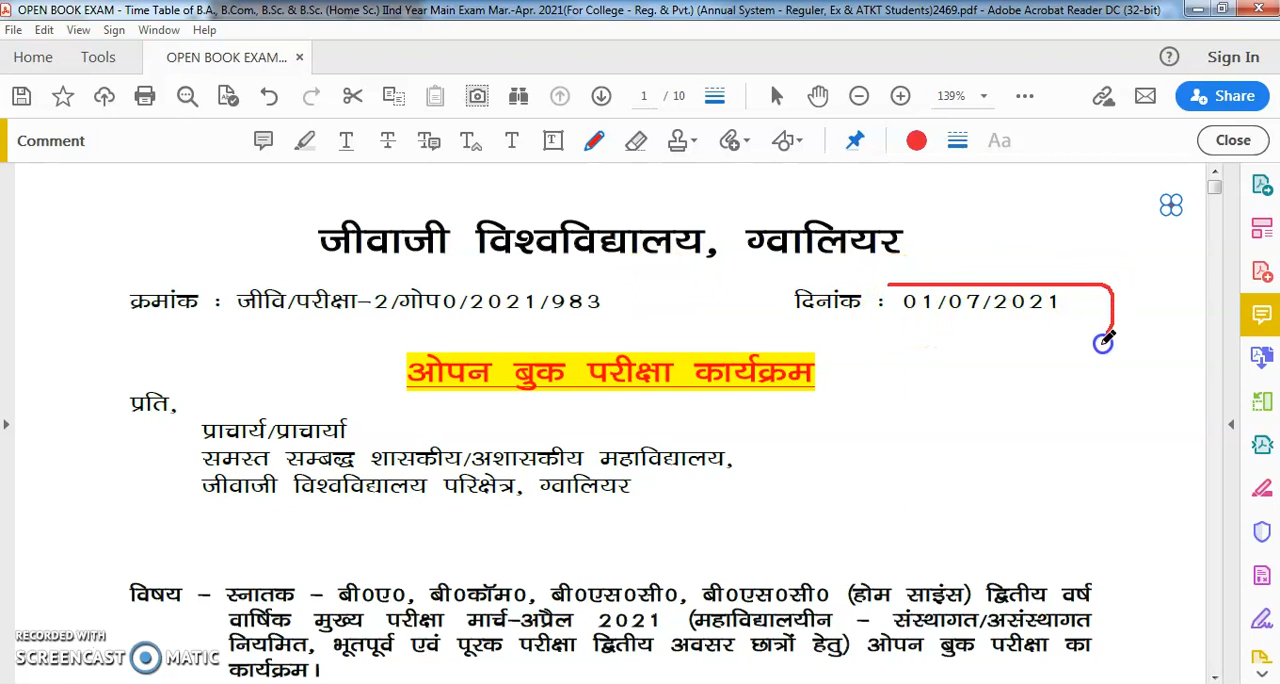 OPEN BOOK EXAM - Time Table of B.A., B.Com., B.Sc. & B.Sc. (Home Sc.) IInd Year Main Exam Mar.-Apr. 2021(For College - Reg. & Pvt.) (Annual System - Reguler, Ex & ATKT Students)2469.pdf - Adobe Acrobat Reader DC (32-bit)
File Edit View Sign Window Help
Home Tools OPEN BOOK EXAM... × Sign In
1 / 10 139% Share
Comment Aa Close
जीवाजी विश्वविद्यालय, ग्वालियर
क्रमांक : जीवि/परीक्षा-2/गोप0/2021/983 दिनांक : 01/07/2021
ओपन बुक परीक्षा कार्यक्रम
प्रति,
प्राचार्य/प्राचार्या
समस्त सम्बद्ध शासकीय/अशासकीय महाविद्यालय,
जीवाजी विश्वविद्यालय परिक्षेत्र, ग्वालियर
विषय - स्नातक - बी0ए0, बी0कॉम0, बी0एस0सी0, बी0एस0सी0 (होम साइंस) द्वितीय वर्ष
वार्षिक मुख्य परीक्षा मार्च-अप्रैल 2021 (महाविद्यालयीन - संस्थागत/असंस्थागत
नियमित, भूतपूर्व एवं पूरक परीक्षा द्वितीय अवसर छात्रों हेतु) ओपन बुक परीक्षा का
कार्यक्रम।
RECORDED WITH
SCREENCAST MATIC